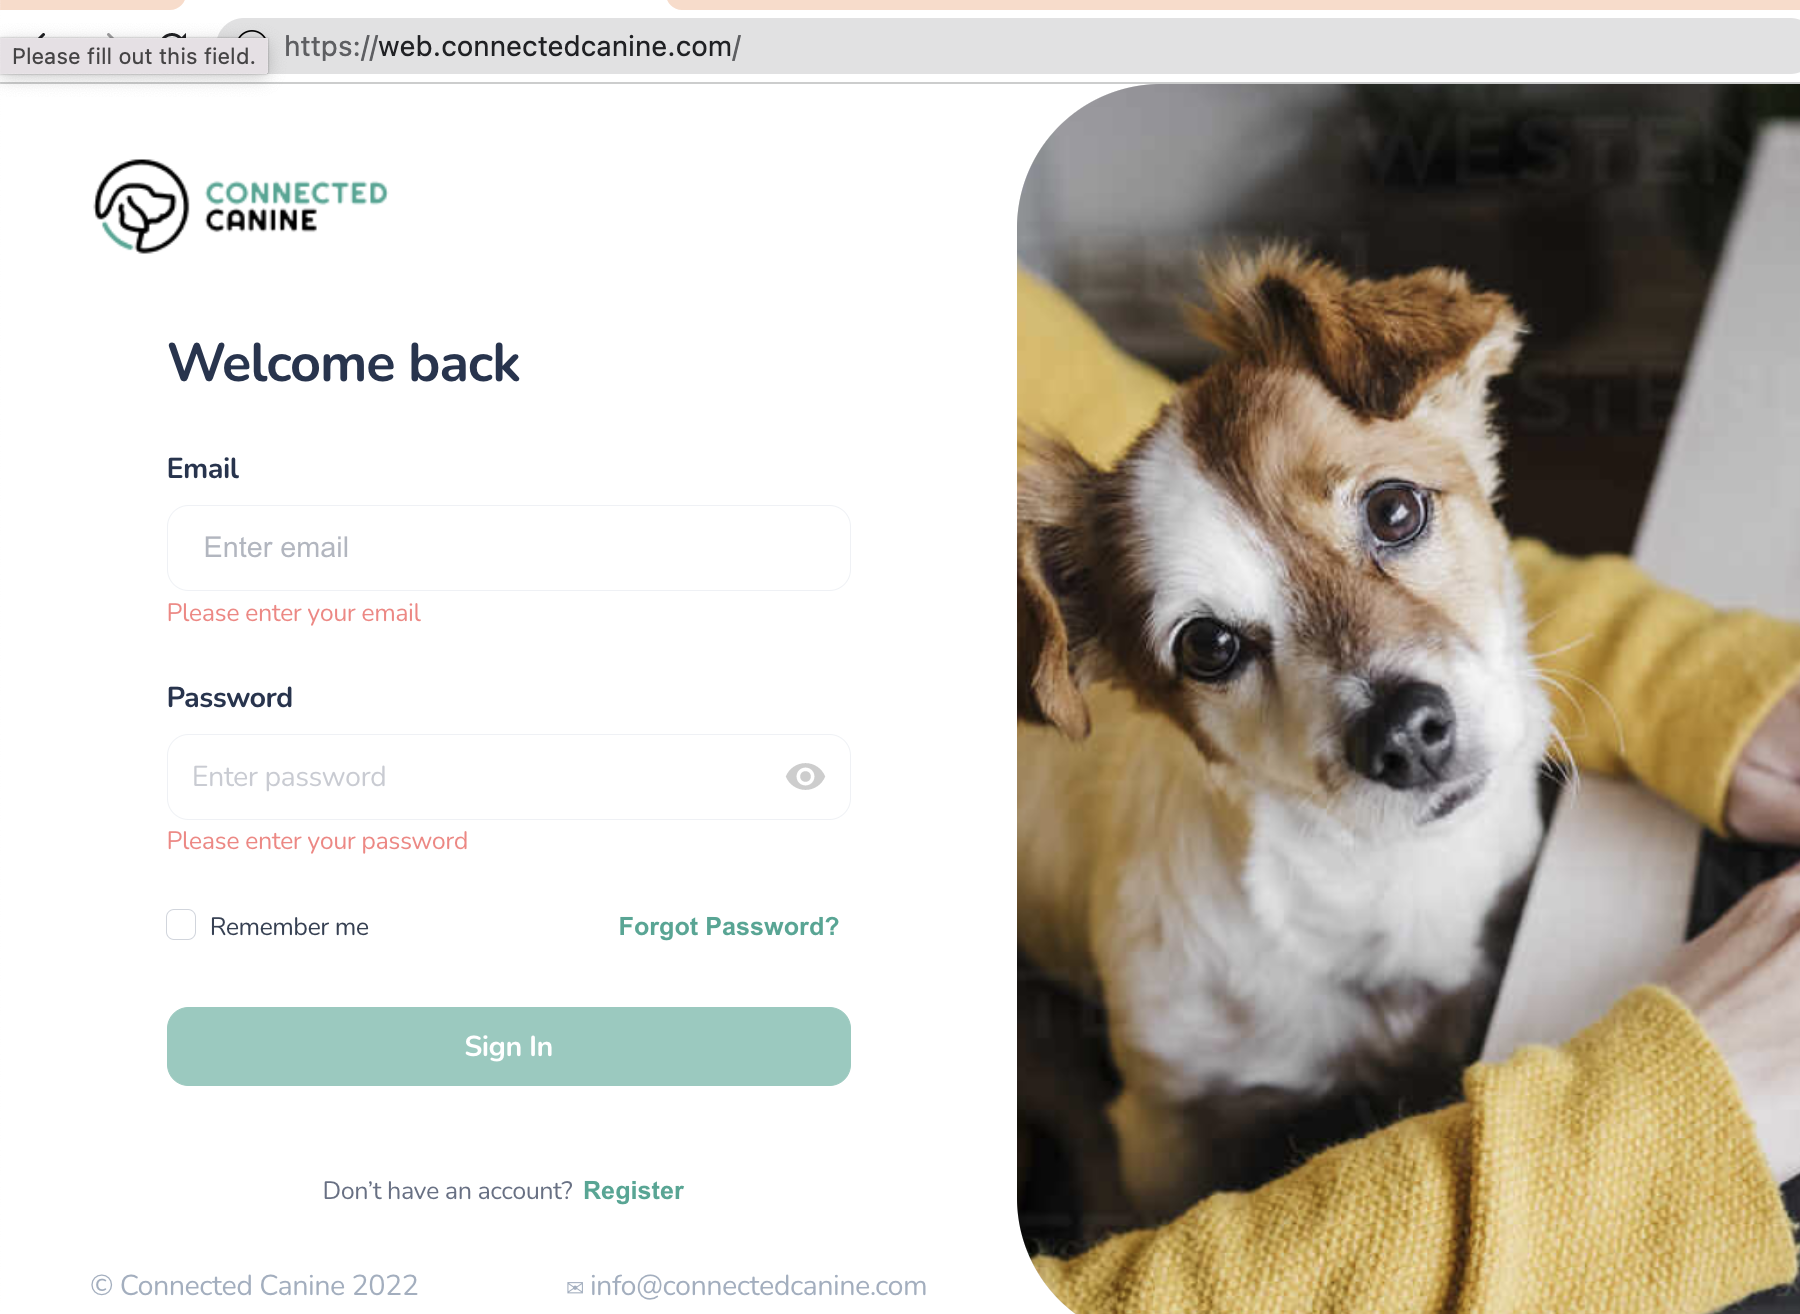 https://web.connectedcanine.com/
Please fill out this field.
CONNECTED
CANINE
Welcome back
Email
Enter email
Please enter your email
Password
Enter password
Please enter your password
Remember me
Forgot Password?
Sign In
Don’t have an account? Register
© Connected Canine 2022
✉ info@connectedcanine.com